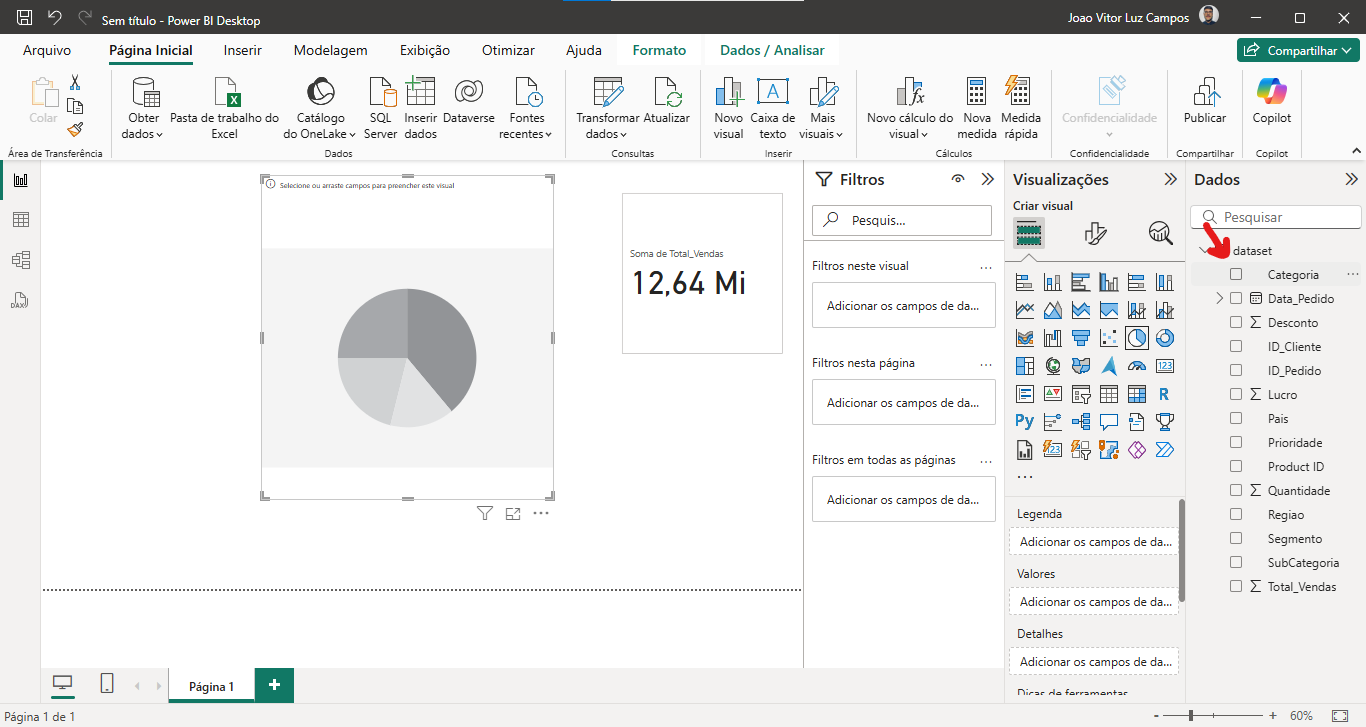 Sem título - Power BI Desktop
Joao Vitor Luz Campos
Arquivo
Página Inicial
Inserir
Modelagem
Exibição
Otimizar
Ajuda
Formato
Dados / Analisar
Compartilhar
Colar
Obter
dados
Pasta de trabalho do
Excel
Catálogo
do OneLake
SQL
Server
Inserir
dados
Dataverse
Fontes
recentes
Transformar
dados
Atualizar
Novo
visual
Caixa de
texto
Mais
visuais
Novo cálculo do
visual
Nova
medida
Medida
rápida
Confidencialidade
Publicar
Copilot
Área de Transferência
Dados
Consultas
Inserir
Cálculos
Confidencialidade
Compartilhar
Copilot
Selecione ou arraste campos para preencher este visual
Soma de Total_Vendas
12,64 Mi
Filtros
Pesquis...
Filtros neste visual
Adicionar os campos de da...
Filtros nesta página
Adicionar os campos de da...
Filtros em todas as páginas
Adicionar os campos de da...
Visualizações
Criar visual
123
R
Py
123
Legenda
Adicionar os campos de da...
Valores
Adicionar os campos de da...
Detalhes
Adicionar os campos de da...
Dicas de ferramentas
Dados
Pesquisar
dataset
Categoria
Data_Pedido
Desconto
ID_Cliente
ID_Pedido
Lucro
Pais
Prioridade
Product ID
Quantidade
Regiao
Segmento
SubCategoria
Total_Vendas
DAX
Página 1
Página 1 de 1
60%